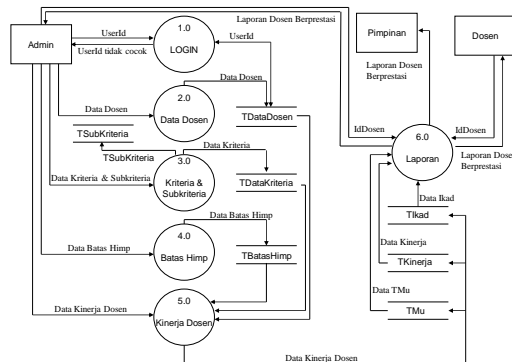 Admin
UserId
UserId tidak cocok
1.0
LOGIN
Laporan Dosen Berprestasi
UserId
Pimpinan
Dosen
Laporan Dosen
Berprestasi
Data Dosen
2.0
Data Dosen
Data Dosen
TDataDosen
TSubKriteria
TSubKriteria
IdDosen
6.0
Laporan
IdDosen
Laporan Dose
Berprestasi
3.0
Kriteria &
Subkriteria
Data Kriteria
TDataKriteria
Data Kriteria & Subkriteria
Data Ikad
TIkad
Data Batas Himp
4.0
Batas Himp
Data Batas Himp
TBatasHimp
Data Kinerja
TKinerja
Data TMu
TMu
5.0
Kinerja Dosen
Data Kinerja Dosen
Data Kinerja Dosen